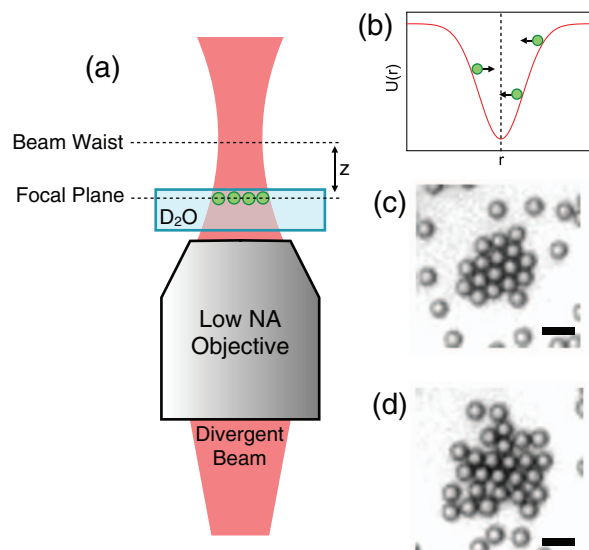 (a)
Beam Waist
z
Focal Plane
D₂O
Low NA
Objective
Divergent
Beam
(b)
U(r)
r
(c)
(d)